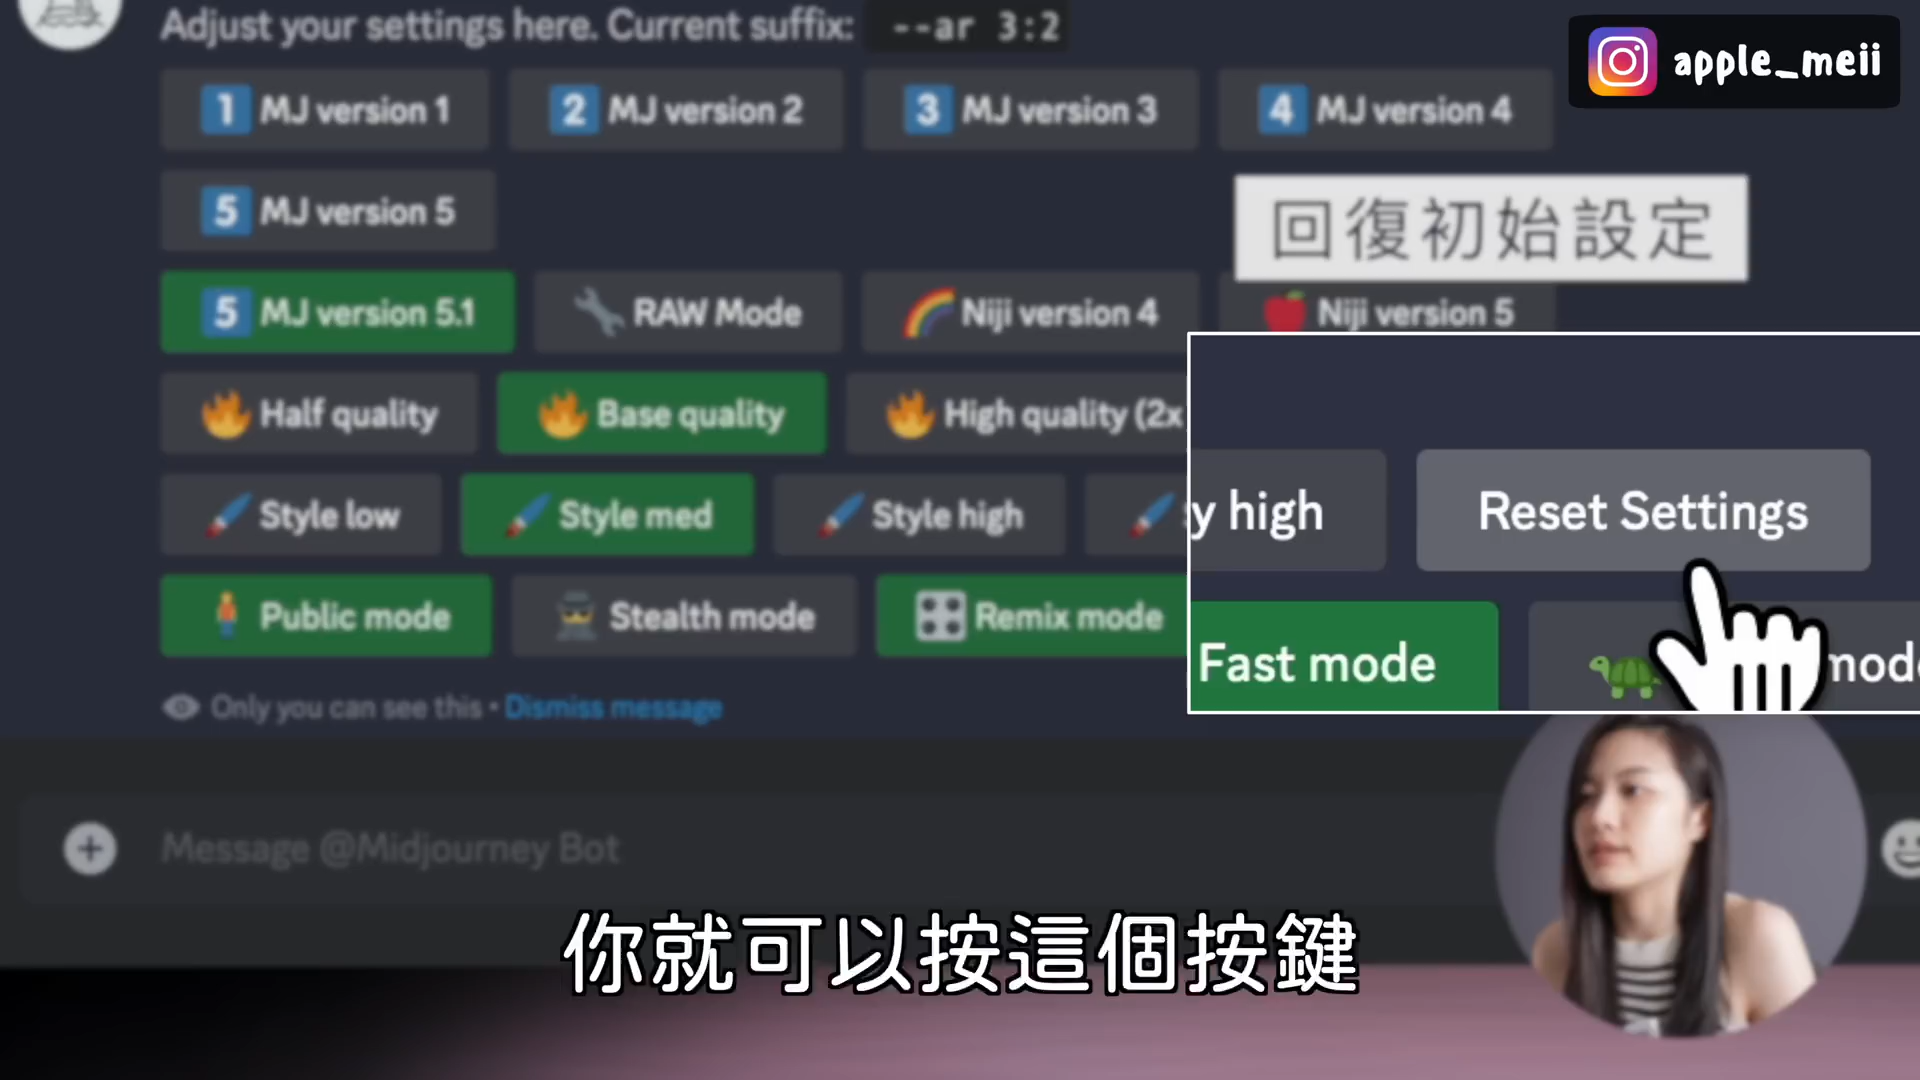 Adjust your settings here. Current suffix: --ar 3:2
apple_meii
1 MJ version 1
2 MJ version 2
3 MJ version 3
4 MJ version 4
5 MJ version 5
回復初始設定
5 MJ version 5.1
RAW Mode
Niji version 4
Niji version 5
Half quality
Base quality
High quality (2x
Style low
Style med
Style high
y high
Reset Settings
Public mode
Stealth mode
Remix mode
Fast mode
mode
Only you can see this • Dismiss message
Message @Midjourney Bot
你就可以按這個按鍵